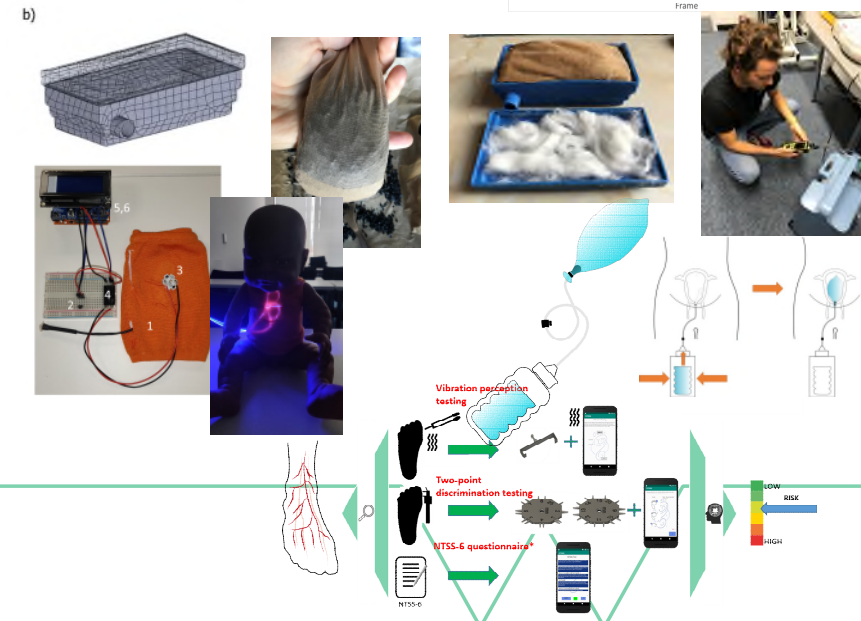 Frame
b)
5,6
3
4
2
1
Vibration perception
testing
Two-point
discrimination testing
NTSS-6 questionnaire*
NTSS-6
LOW
RISK
HIGH